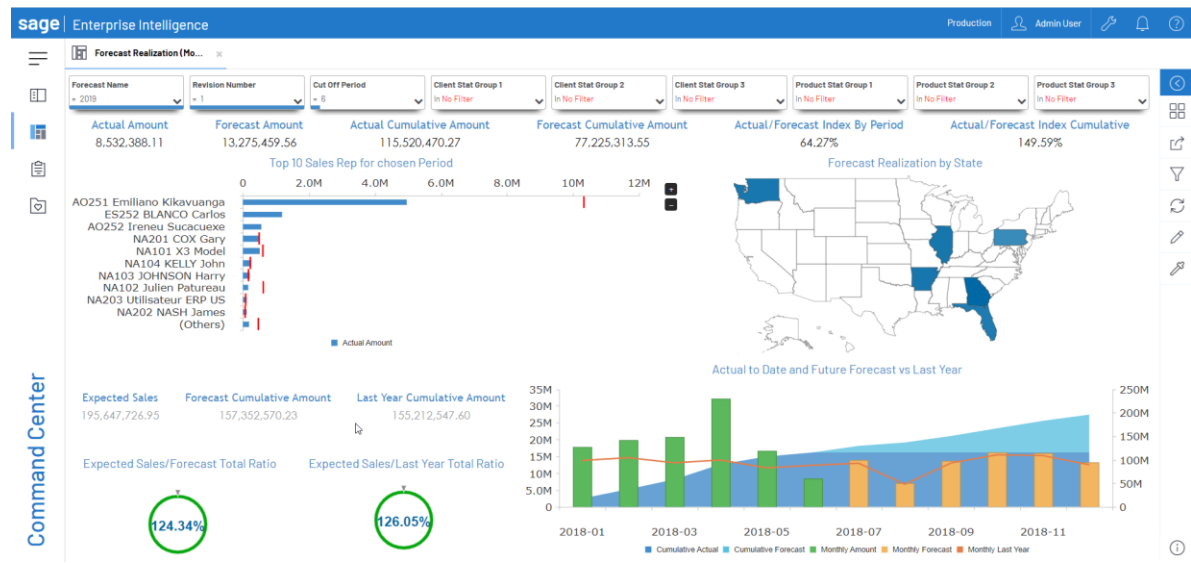 sage Enterprise Intelligence Production Admin User
Forecast Realization (Mo... ×
Forecast Name Revision Number Cut Off Period Client Stat Group 1 Client Stat Group 2 Client Stat Group 3 Product Stat Group 1 Product Stat Group 2 Product Stat Group 3
= 2019 = 1 = 6 In No Filter In No Filter In No Filter In No Filter In No Filter In No Filter
Actual Amount Forecast Amount Actual Cumulative Amount Forecast Cumulative Amount Actual/Forecast Index By Period Actual/Forecast Index Cumulative
8,532,388.11 13,275,459.56 115,520,470.27 77,225,313.55 64.27% 149.59%
Top 10 Sales Rep for chosen Period
0 2.0M 4.0M 6.0M 8.0M 10M 12M
AO251 Emiliano Kikavuanga
ES252 BLANCO Carlos
AO252 Ireneu Sucacuexe
NA201 COX Gary
NA101 X3 Model
NA104 KELLY John
NA103 JOHNSON Harry
NA102 Julien Patureau
NA203 Utilisateur ERP US
NA202 NASH James
(Others)
Actual Amount
Forecast Realization by State
Command Center
Expected Sales Forecast Cumulative Amount Last Year Cumulative Amount
195,647,726.95 157,352,570.23 155,212,547.60
Expected Sales/Forecast Total Ratio Expected Sales/Last Year Total Ratio
124.34% 126.05%
Actual to Date and Future Forecast vs Last Year
35M 250M
30M 200M
25M
20M 150M
15M 100M
10M
5.0M 50M
0 0
2018-01 2018-03 2018-05 2018-07 2018-09 2018-11
Cumulative Actual Cumulative Forecast Monthly Amount Monthly Forecast Monthly Last Year